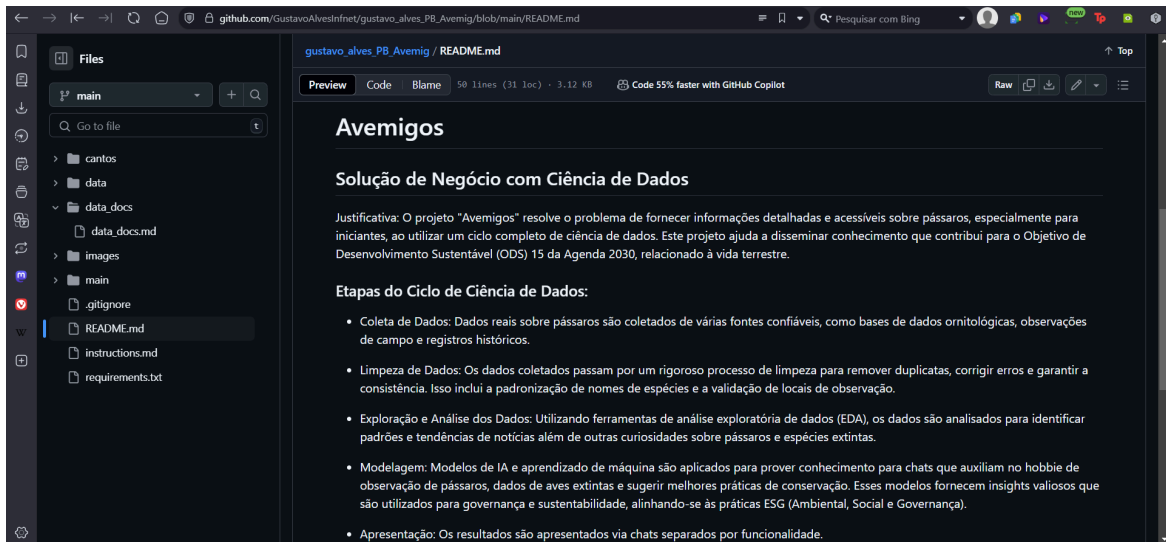 github.com/GustavoAlvesInfnet/gustavo_alves_PB_Avemig/blob/main/README.md
Pesquisar com Bing
new
Tp
Files
main
Go to file
t
cantos
data
data_docs
data_docs.md
images
main
.gitignore
README.md
instructions.md
requirements.txt
gustavo_alves_PB_Avemig / README.md
Top
Preview Code Blame 50 lines (31 loc) · 3.12 KB Code 55% faster with GitHub Copilot
Raw
Avemigos
Solução de Negócio com Ciência de Dados
Justificativa: O projeto "Avemigos" resolve o problema de fornecer informações detalhadas e acessíveis sobre pássaros, especialmente para
iniciantes, ao utilizar um ciclo completo de ciência de dados. Este projeto ajuda a disseminar conhecimento que contribui para o Objetivo de
Desenvolvimento Sustentável (ODS) 15 da Agenda 2030, relacionado à vida terrestre.
Etapas do Ciclo de Ciência de Dados:
• Coleta de Dados: Dados reais sobre pássaros são coletados de várias fontes confiáveis, como bases de dados ornitológicas, observações
de campo e registros históricos.
• Limpeza de Dados: Os dados coletados passam por um rigoroso processo de limpeza para remover duplicatas, corrigir erros e garantir a
consistência. Isso inclui a padronização de nomes de espécies e a validação de locais de observação.
• Exploração e Análise dos Dados: Utilizando ferramentas de análise exploratória de dados (EDA), os dados são analisados para identificar
padrões e tendências de notícias além de outras curiosidades sobre pássaros e espécies extintas.
• Modelagem: Modelos de IA e aprendizado de máquina são aplicados para prover conhecimento para chats que auxiliam no hobbie de
observação de pássaros, dados de aves extintas e sugerir melhores práticas de conservação. Esses modelos fornecem insights valiosos que
são utilizados para governança e sustentabilidade, alinhando-se às práticas ESG (Ambiental, Social e Governança).
• Apresentação: Os resultados são apresentados via chats separados por funcionalidade.